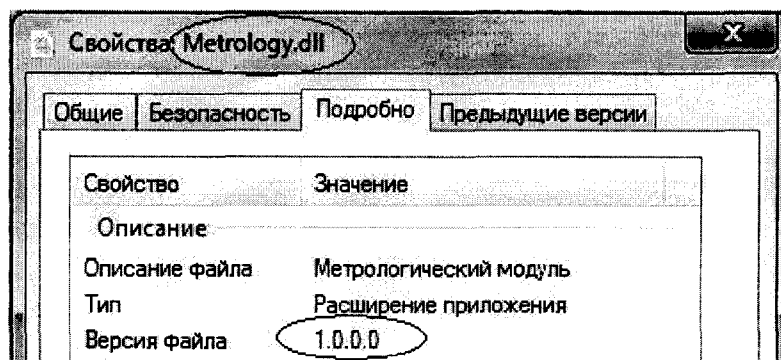 Свойства: Metrology.dll
Общие Безопасность Подробно Предыдущие версии
Свойство Значение
Описание
Описание файла Метрологический модуль
Тип Расширение приложения
Версия файла 1.0.0.0